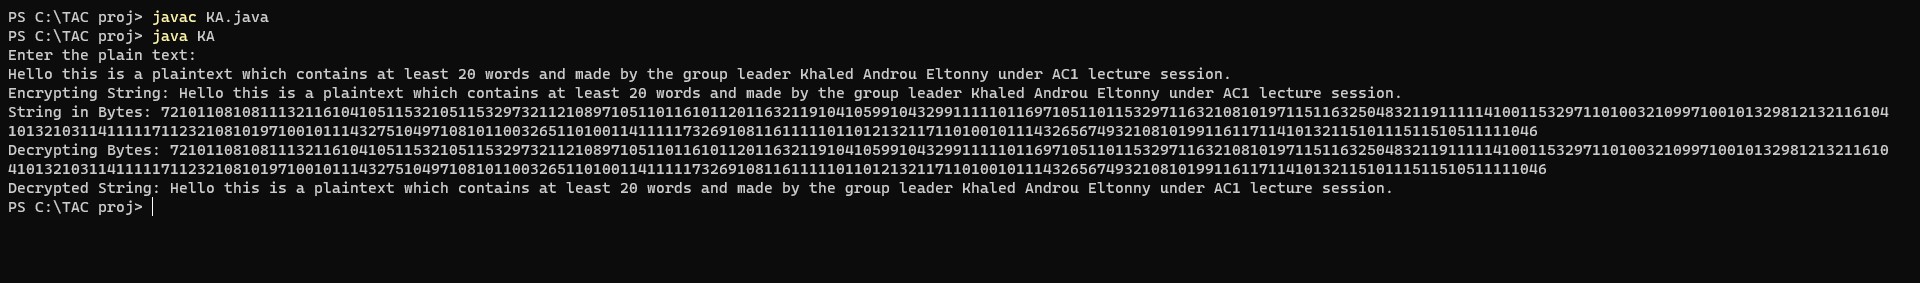 PS C:\TAC proj> javac KA.java
PS C:\TAC proj> java KA
Enter the plain text:
Hello this is a plaintext which contains at least 20 words and made by the group leader Khaled Androu Eltonny under AC1 lecture session.
Encrypting String: Hello this is a plaintext which contains at least 20 words and made by the group leader Khaled Androu Eltonny under AC1 lecture session.
String in Bytes: 721011081081113211610410511532105115329732112108971051101161011201163211910410599104329911111011697105110115329711632108101971151163250483211911111410011532971101003210997100101329812132116104
10132103114111117112321081019710010111432751049710810110032651101001141111173269108116111110110121321171101001011143265674932108101991161171141013211510111511510511111046
Decrypting Bytes: 72101108108111321161041051153210511532973211210897105110116101120116321191041059910432991111101169710511011532971163210810197115116325048321191111141001153297110100321099710010132981213211610
410132103114111117112321081019710010111432751049710810110032651101001141111173269108116111110110121321171101001011143265674932108101991161171141013211510111511510511111046
Decrypted String: Hello this is a plaintext which contains at least 20 words and made by the group leader Khaled Androu Eltonny under AC1 lecture session.
PS C:\TAC proj>